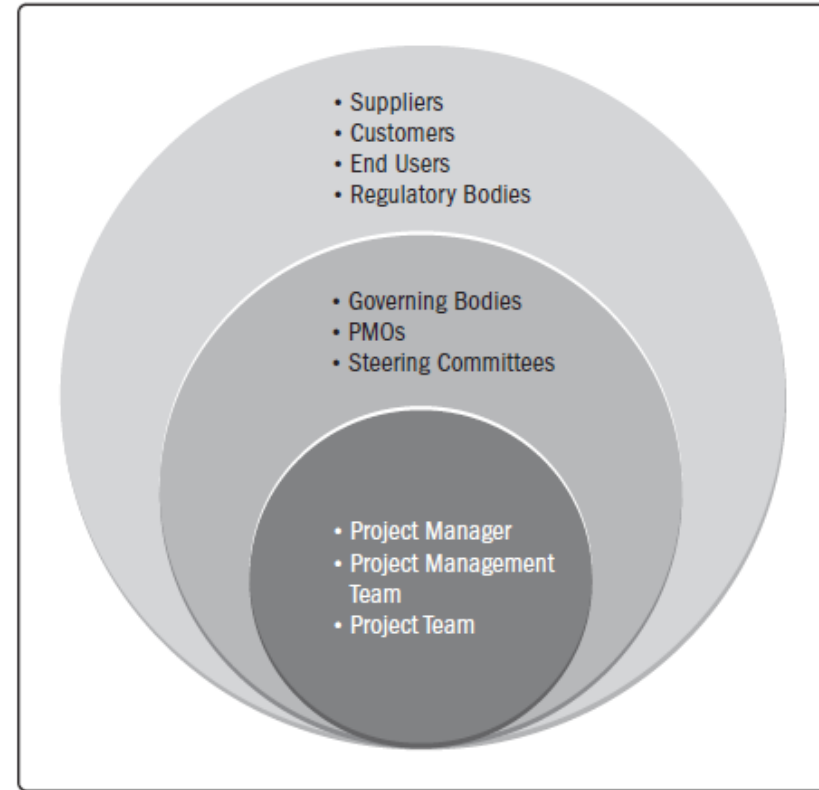 • Suppliers
• Customers
• End Users
• Regulatory Bodies
• Governing Bodies
• PMOs
• Steering Committees
• Project Manager
• Project Management
Team
• Project Team